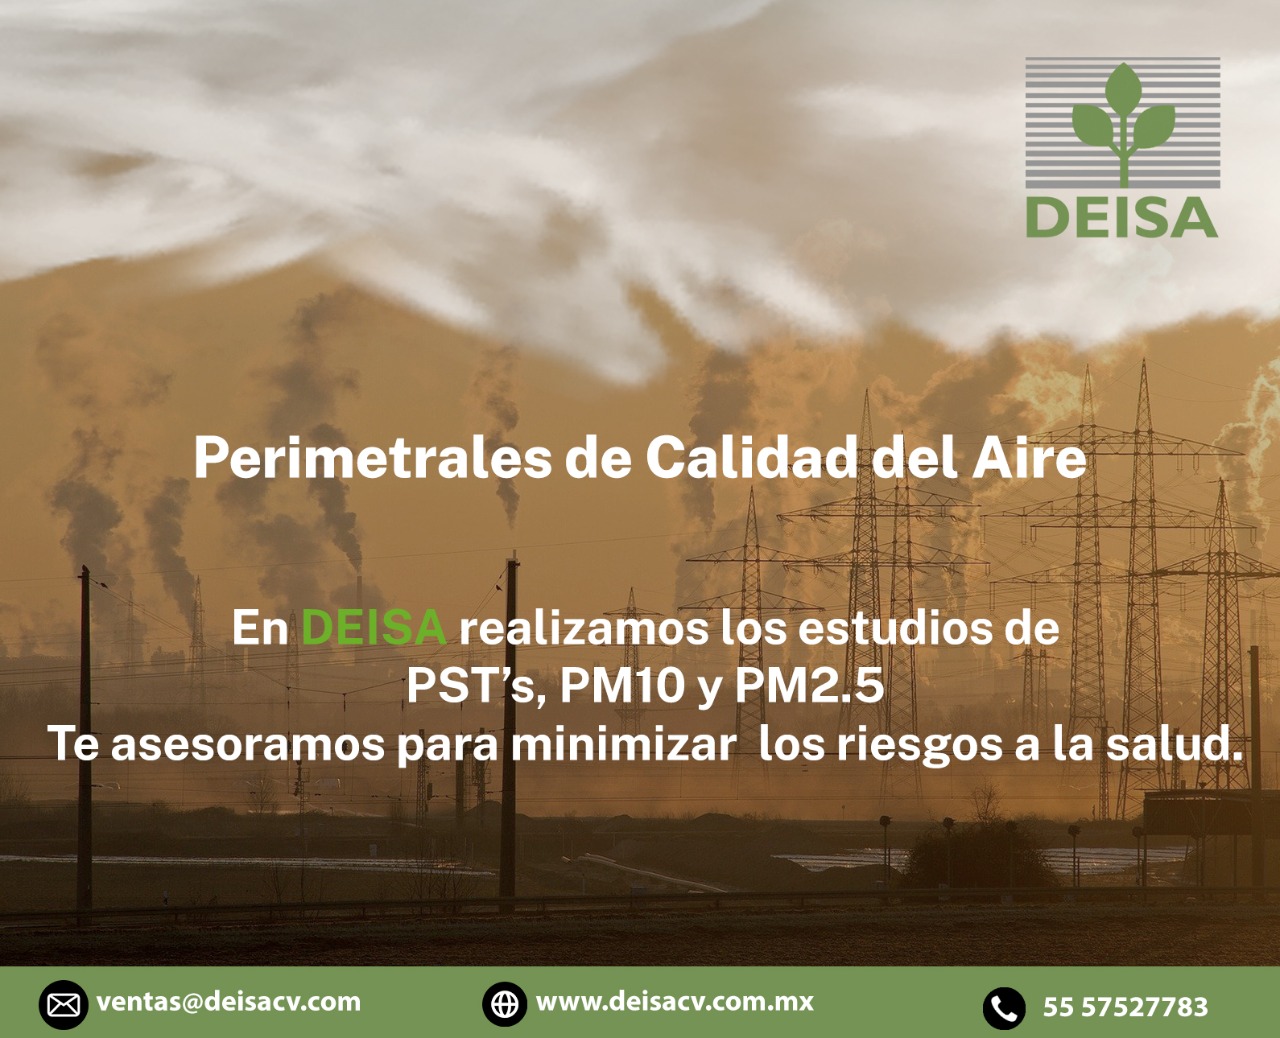 DEISA
Perimetrales de Calidad del Aire
En DEISA realizamos los estudios de
PST’s, PM10 y PM2.5
Te asesoramos para minimizar  los riesgos a la salud.
ventas@deisacv.com
www.deisacv.com.mx
55 57527783